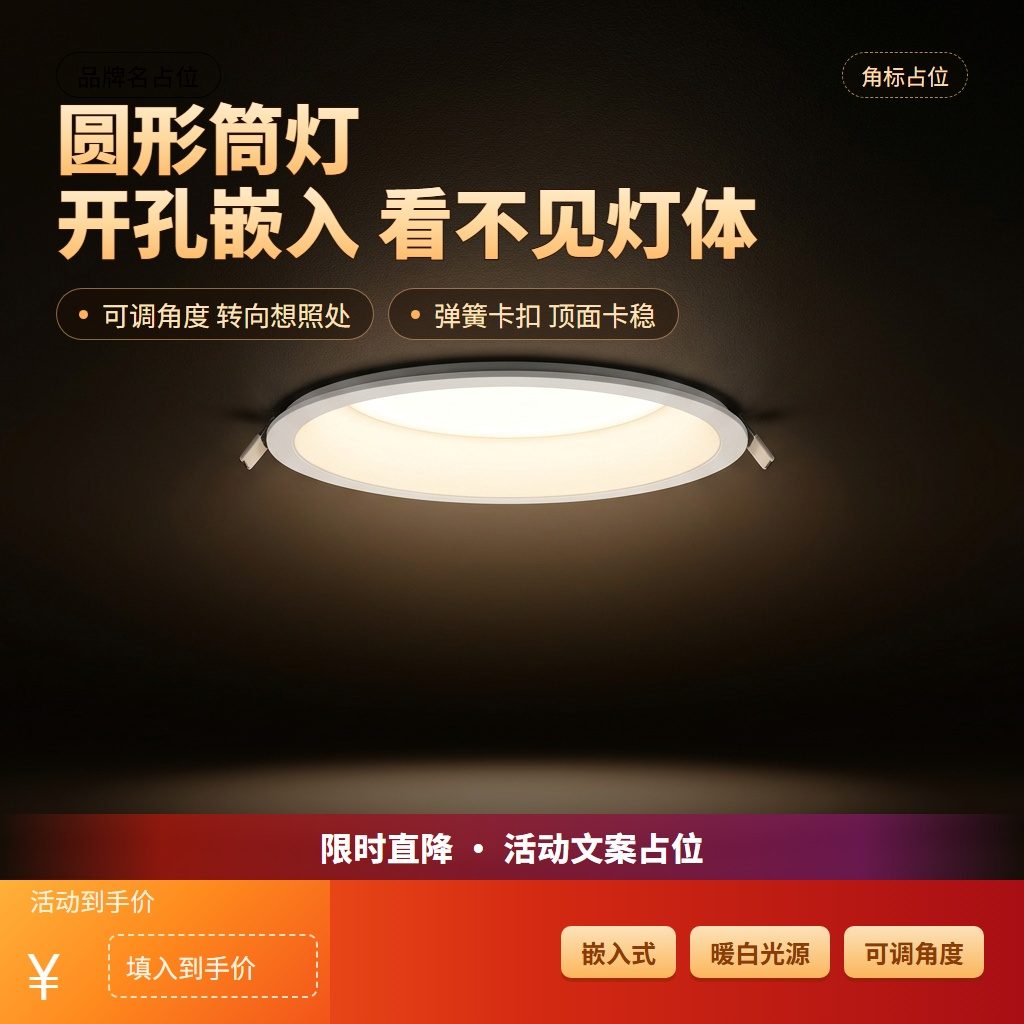 品牌名占位
角标占位
圆形筒灯
开孔嵌入 看不见灯体
可调角度 转向想照处
弹簧卡扣 顶面卡稳
限时直降 · 活动文案占位
活动到手价
¥ 填入到手价
嵌入式
暖白光源
可调角度